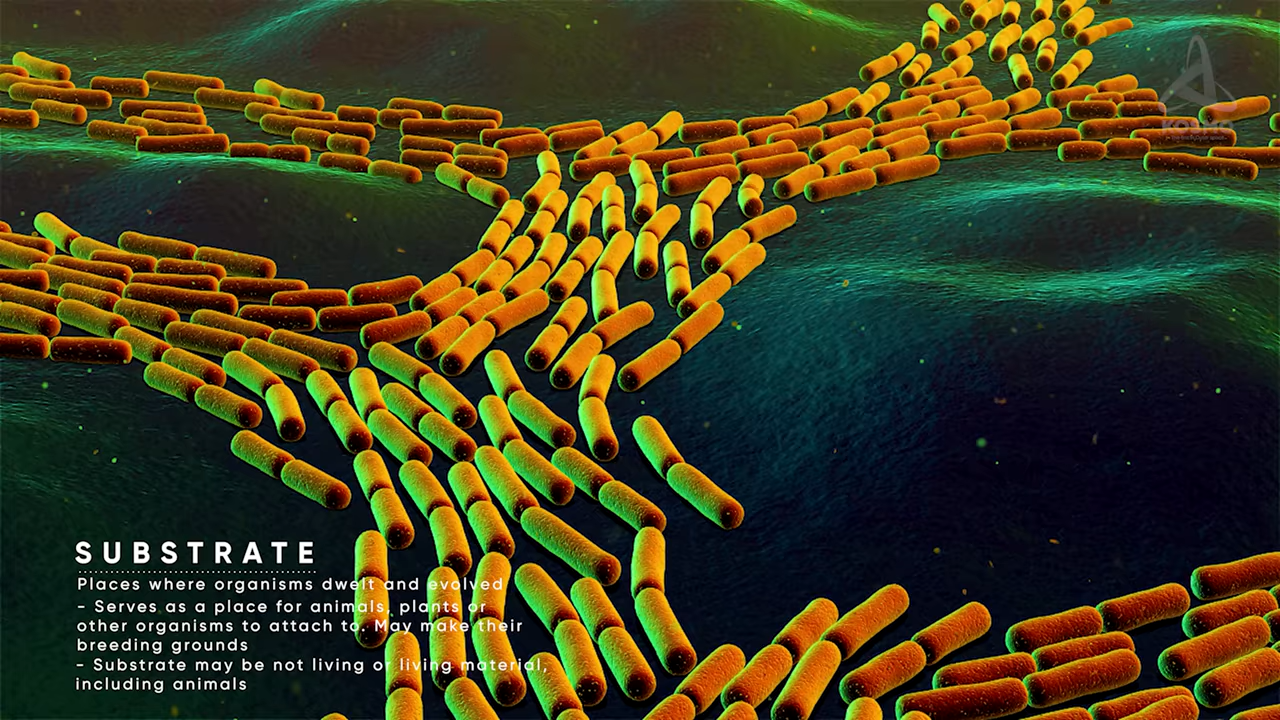 SUBSTRATE
Places where organisms dwelt and evolved
- Serves as a place for animals, plants or
other organisms to attach to. May make their
breeding grounds
- Substrate may be not living or living material,
including animals